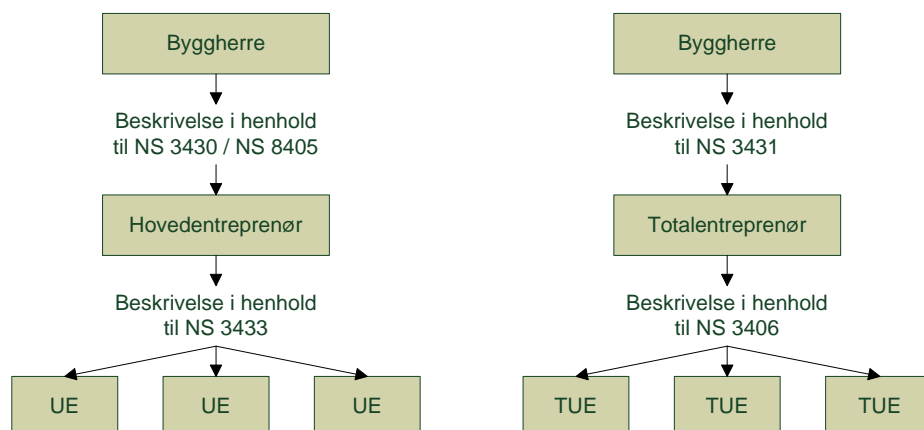 Byggherre
Beskrivelse i henhold
til NS 3430 / NS 8405
Hovedentreprenør
Beskrivelse i henhold
til NS 3433
UE
UE
UE
Byggherre
Beskrivelse i henhold
til NS 3431
Totalentreprenør
Beskrivelse i henhold
til NS 3406
TUE
TUE
TUE